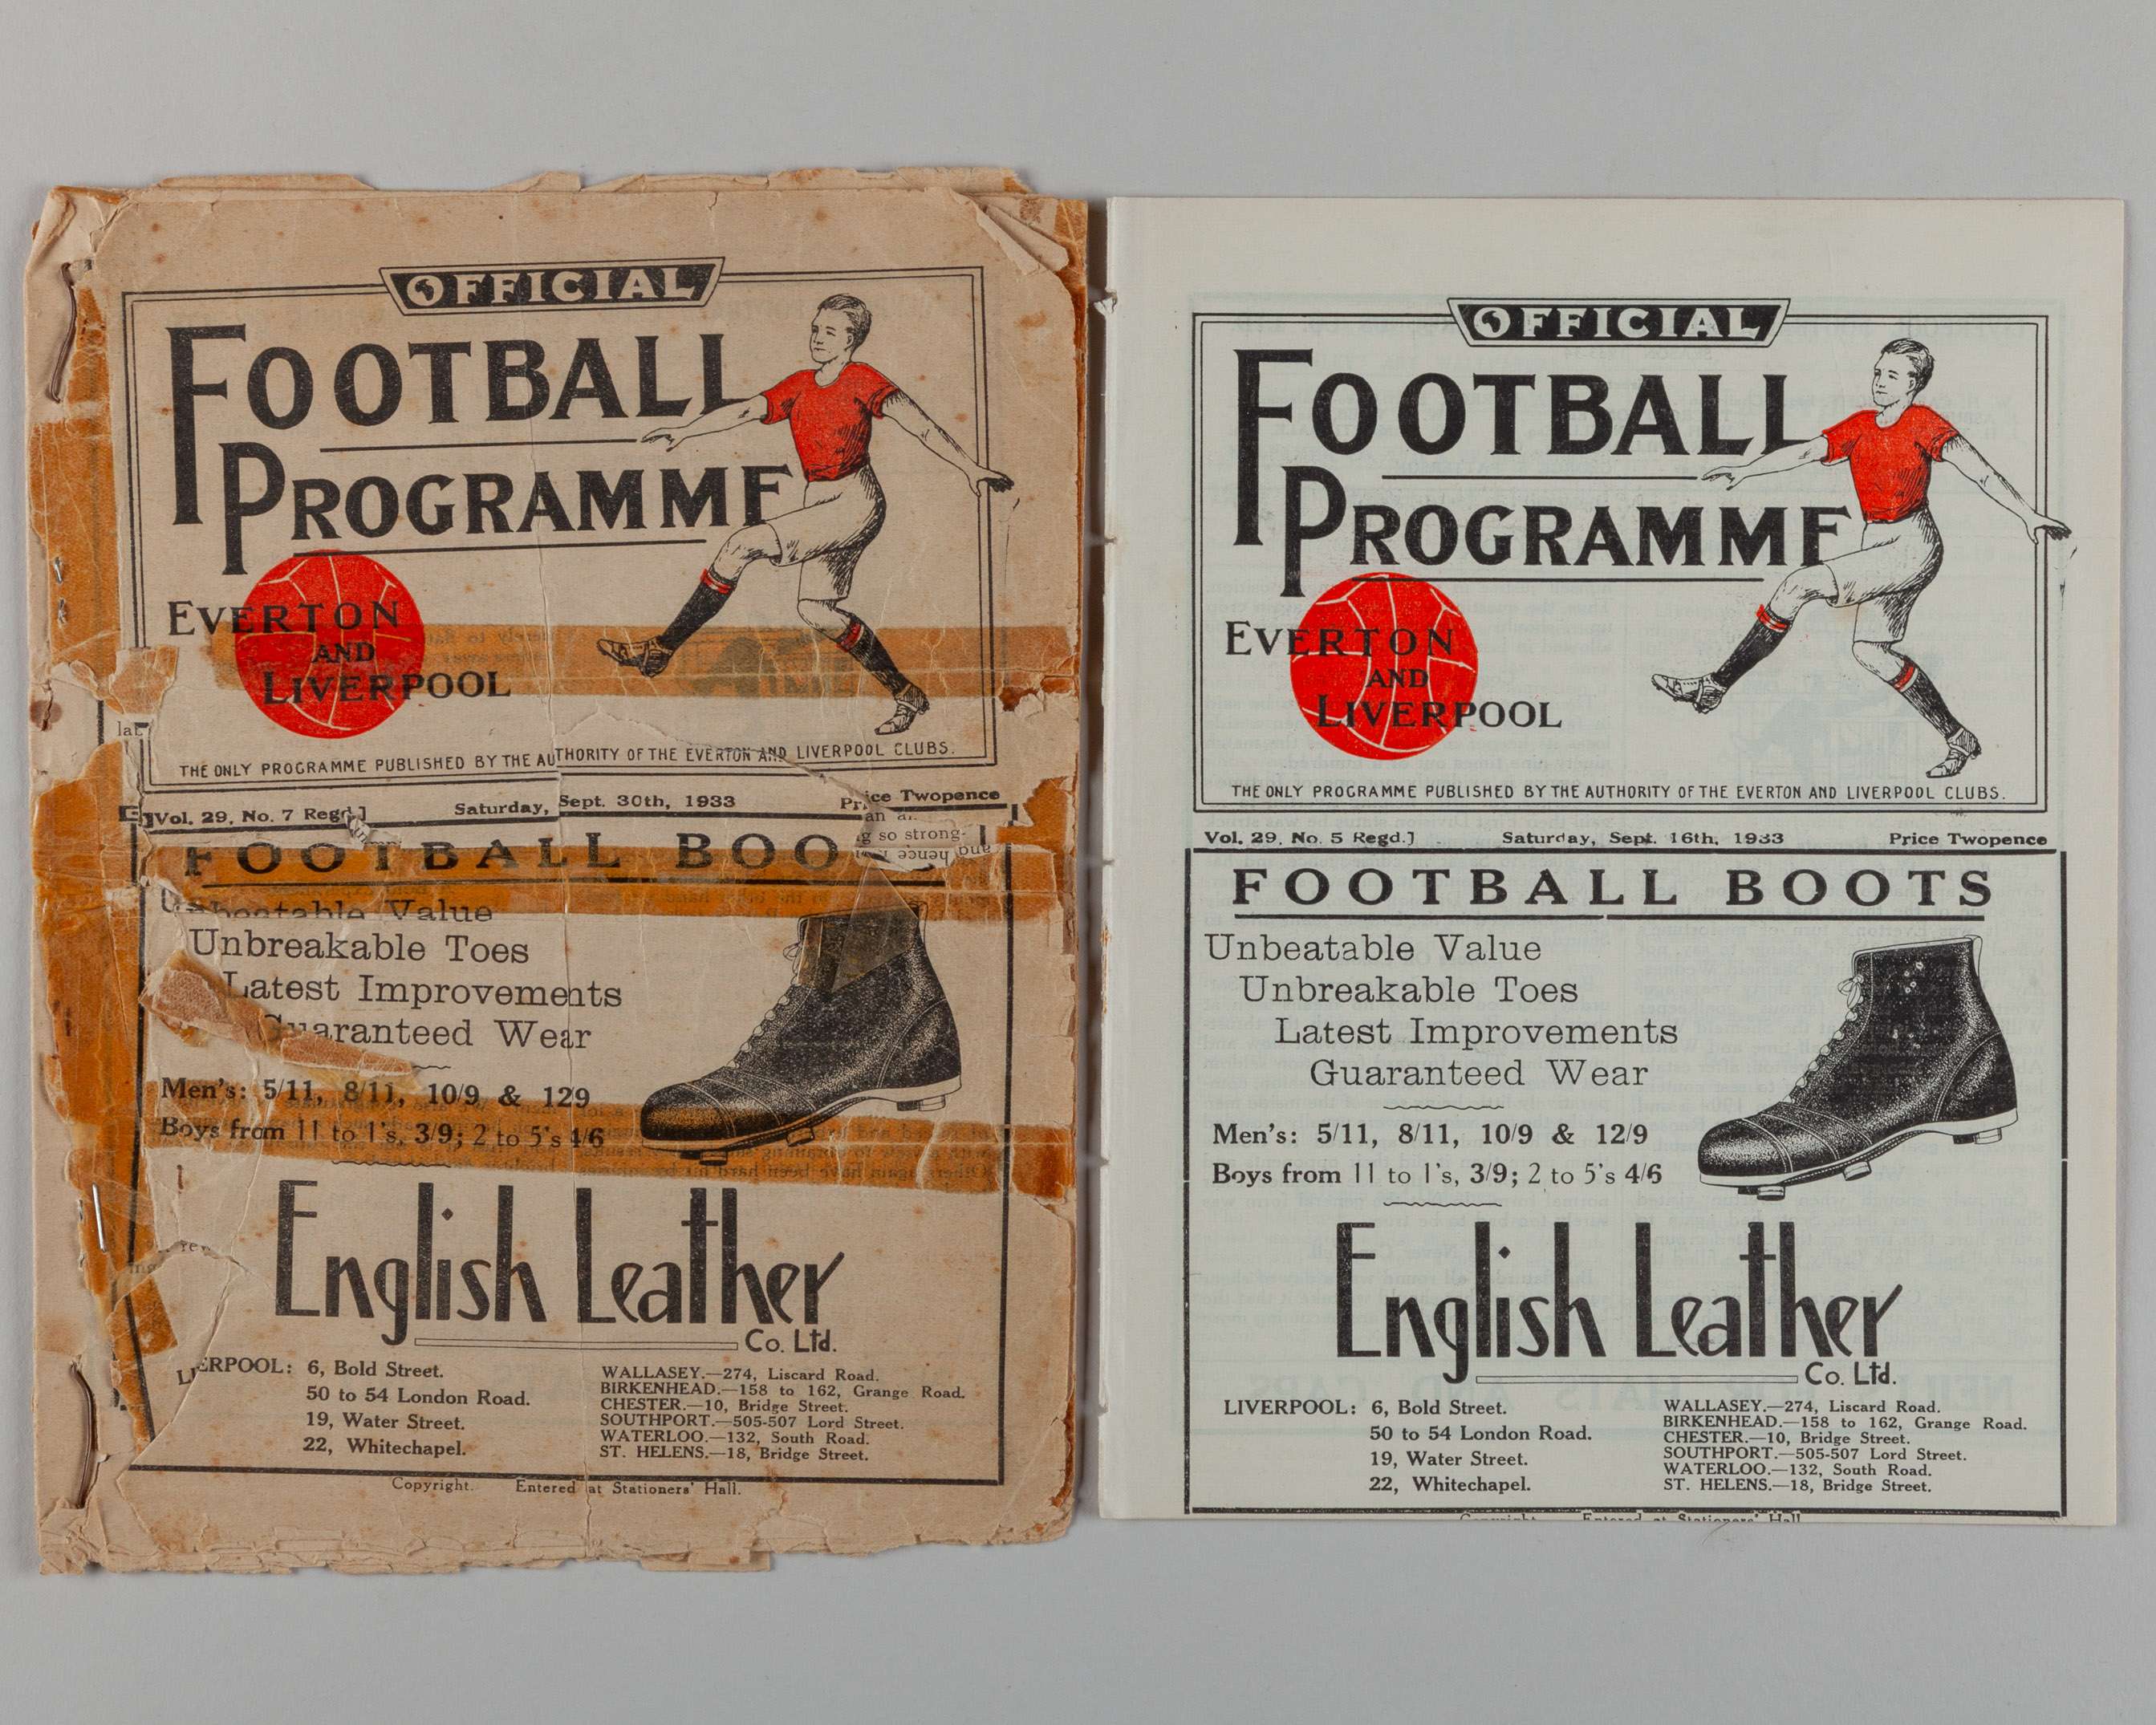 OFFICIAL
FOOTBALL
PROGRAMME
EVERTON
AND
LIVERPOOL
THE ONLY PROGRAMME PUBLISHED BY THE AUTHORITY OF THE EVERTON AND LIVERPOOL CLUBS.
Vol. 29, No. 7 Regd.] Saturday, Sept. 30th, 1933 Price Twopence
so strong-
FOOTBALL BOO
Unbeatable Value
Unbreakable Toes
Latest Improvements
Guaranteed Wear
Men's: 5/11, 8/11, 10/9 & 129
Boys from 11 to 1's, 3/9; 2 to 5's 4/6
English Leather
Co. Ltd.
LIERPOOL: 6, Bold Street.
50 to 54 London Road.
19, Water Street.
22, Whitechapel.
WALLASEY.—274, Liscard Road.
BIRKENHEAD.—158 to 162, Grange Road.
CHESTER.—10, Bridge Street.
SOUTHPORT.—505-507 Lord Street.
WATERLOO.—132, South Road.
ST. HELENS.—18, Bridge Street.
Copyright. Entered at Stationers' Hall.
OFFICIAL
FOOTBALL
PROGRAMME
EVERTON
AND
LIVERPOOL
THE ONLY PROGRAMME PUBLISHED BY THE AUTHORITY OF THE EVERTON AND LIVERPOOL CLUBS.
Vol. 29, No. 5 Regd.] Saturday, Sept. 16th, 1933 Price Twopence
FOOTBALL BOOTS
Unbeatable Value
Unbreakable Toes
Latest Improvements
Guaranteed Wear
Men's: 5/11, 8/11, 10/9 & 12/9
Boys from 11 to 1's, 3/9; 2 to 5's 4/6
English Leather
Co. Ltd.
LIVERPOOL: 6, Bold Street.
50 to 54 London Road.
19, Water Street.
22, Whitechapel.
WALLASEY.—274, Liscard Road.
BIRKENHEAD.—158 to 162, Grange Road.
CHESTER.—10, Bridge Street.
SOUTHPORT.—505-507 Lord Street.
WATERLOO.—132, South Road.
ST. HELENS.—18, Bridge Street.
Copyright. Entered at Stationers' Hall